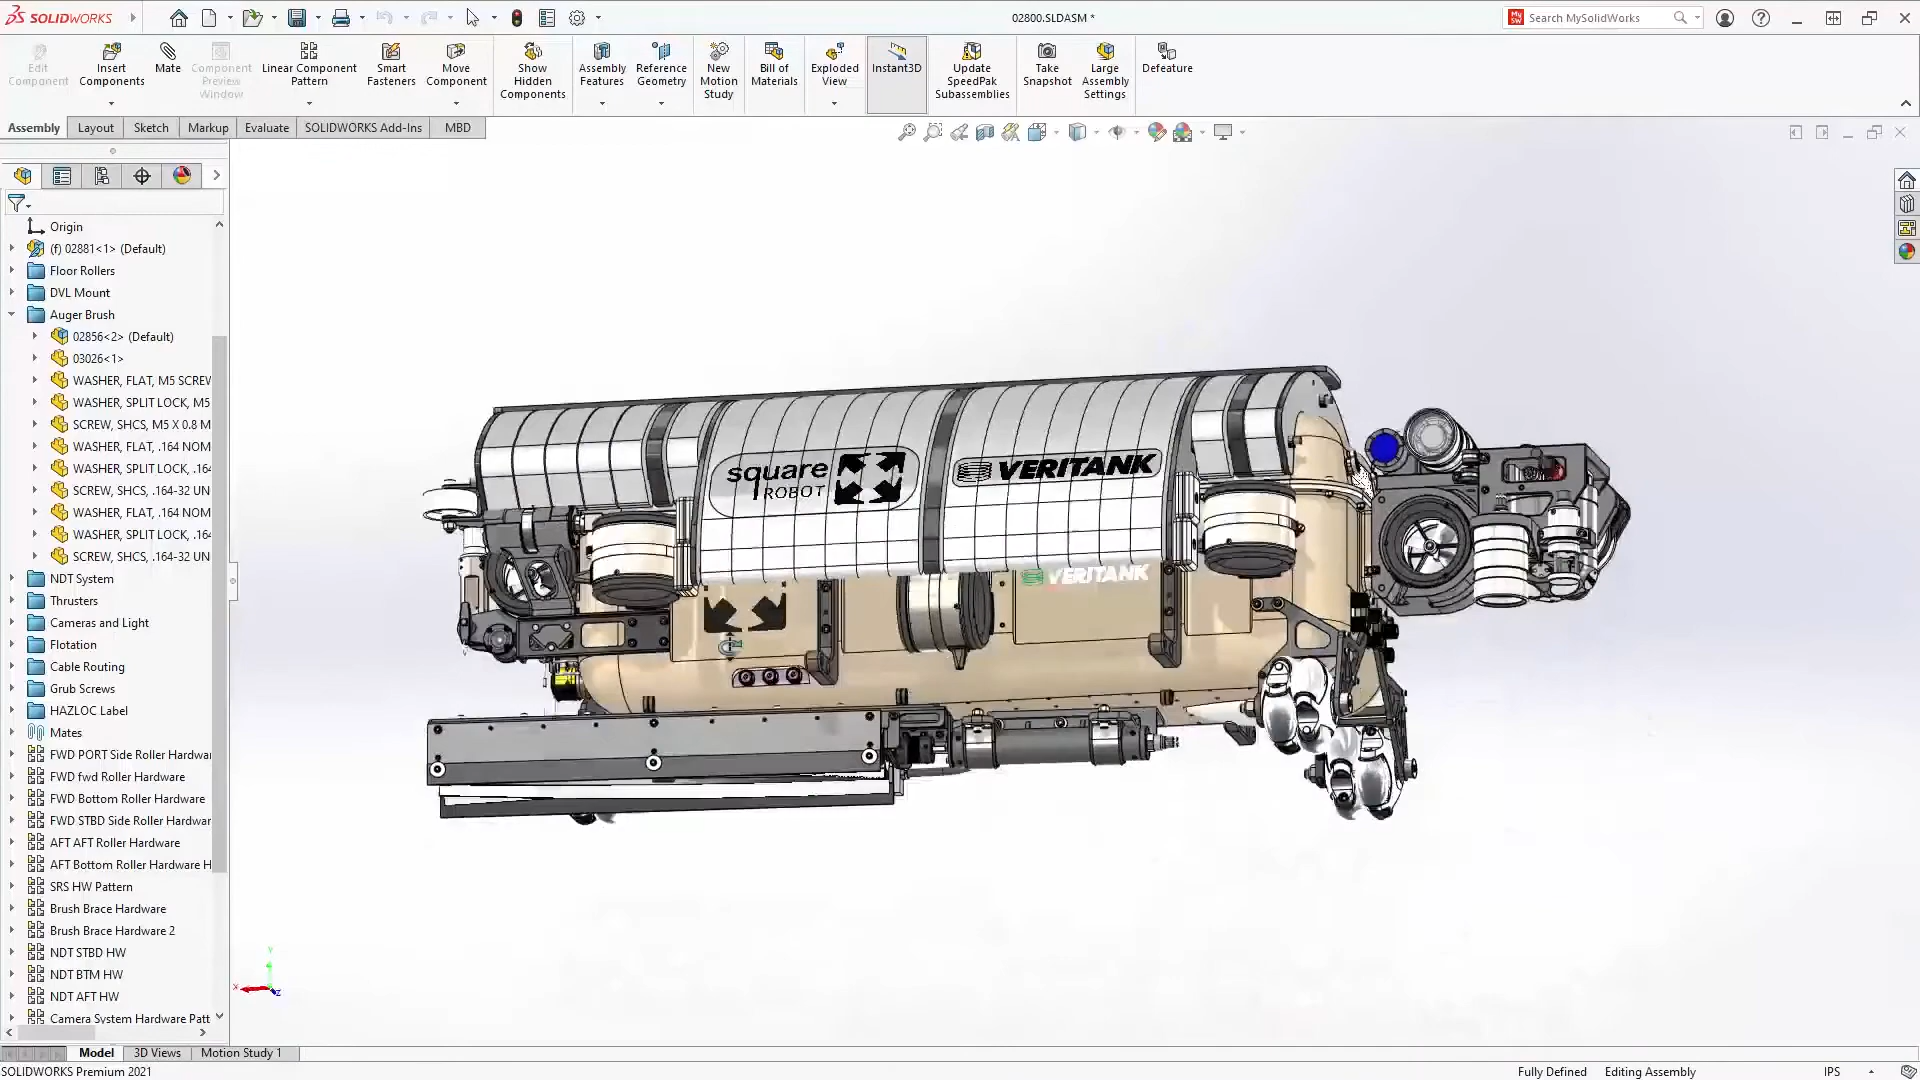 SOLIDWORKS
02800.SLDASM *
Search MySolidWorks
Edit Component
Insert Components
Mate
Component Preview Window
Linear Component Pattern
Smart Fasteners
Move Component
Show Hidden Components
Assembly Features
Reference Geometry
New Motion Study
Bill of Materials
Exploded View
Instant3D
Update SpeedPak Subassemblies
Take Snapshot
Large Assembly Settings
Defeature
Assembly
Layout
Sketch
Markup
Evaluate
SOLIDWORKS Add-Ins
MBD
Origin
(f) 02881<1> (Default)
Floor Rollers
DVL Mount
Auger Brush
02856<2> (Default)
03026<1>
WASHER, FLAT, M5 SCREW
WASHER, SPLIT LOCK, M5
SCREW, SHCS, M5 X 0.8 M
WASHER, FLAT, .164 NOM
WASHER, SPLIT LOCK, .164
SCREW, SHCS, .164-32 UN
WASHER, FLAT, .164 NOM
WASHER, SPLIT LOCK, .164
SCREW, SHCS, .164-32 UN
NDT System
Thrusters
Cameras and Light
Flotation
Cable Routing
Grub Screws
HAZLOC Label
Mates
FWD PORT Side Roller Hardwar
FWD fwd Roller Hardware
FWD Bottom Roller Hardware
FWD STBD Side Roller Hardwar
AFT AFT Roller Hardware
AFT Bottom Roller Hardware H
SRS HW Pattern
Brush Brace Hardware
Brush Brace Hardware 2
NDT STBD HW
NDT BTM HW
NDT AFT HW
Camera System Hardware Patt
square
ROBOT
VERITANK
VERITANK
Y
X
Z
Model
3D Views
Motion Study 1
SOLIDWORKS Premium 2021
Fully Defined
Editing Assembly
IPS